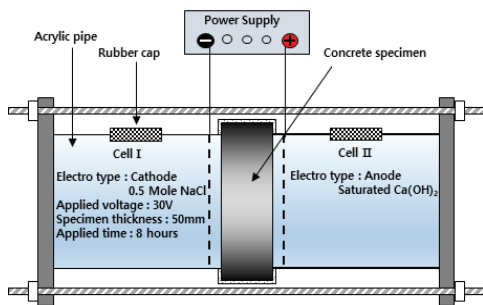 Power Supply
Acrylic pipe
Rubber cap
Concrete specimen
Cell I
Electro type : Cathode
0.5 Mole NaCl
Applied voltage : 30V
Specimen thickness : 50mm
Applied time : 8 hours
Cell II
Electro type : Anode
Saturated Ca(OH)₂